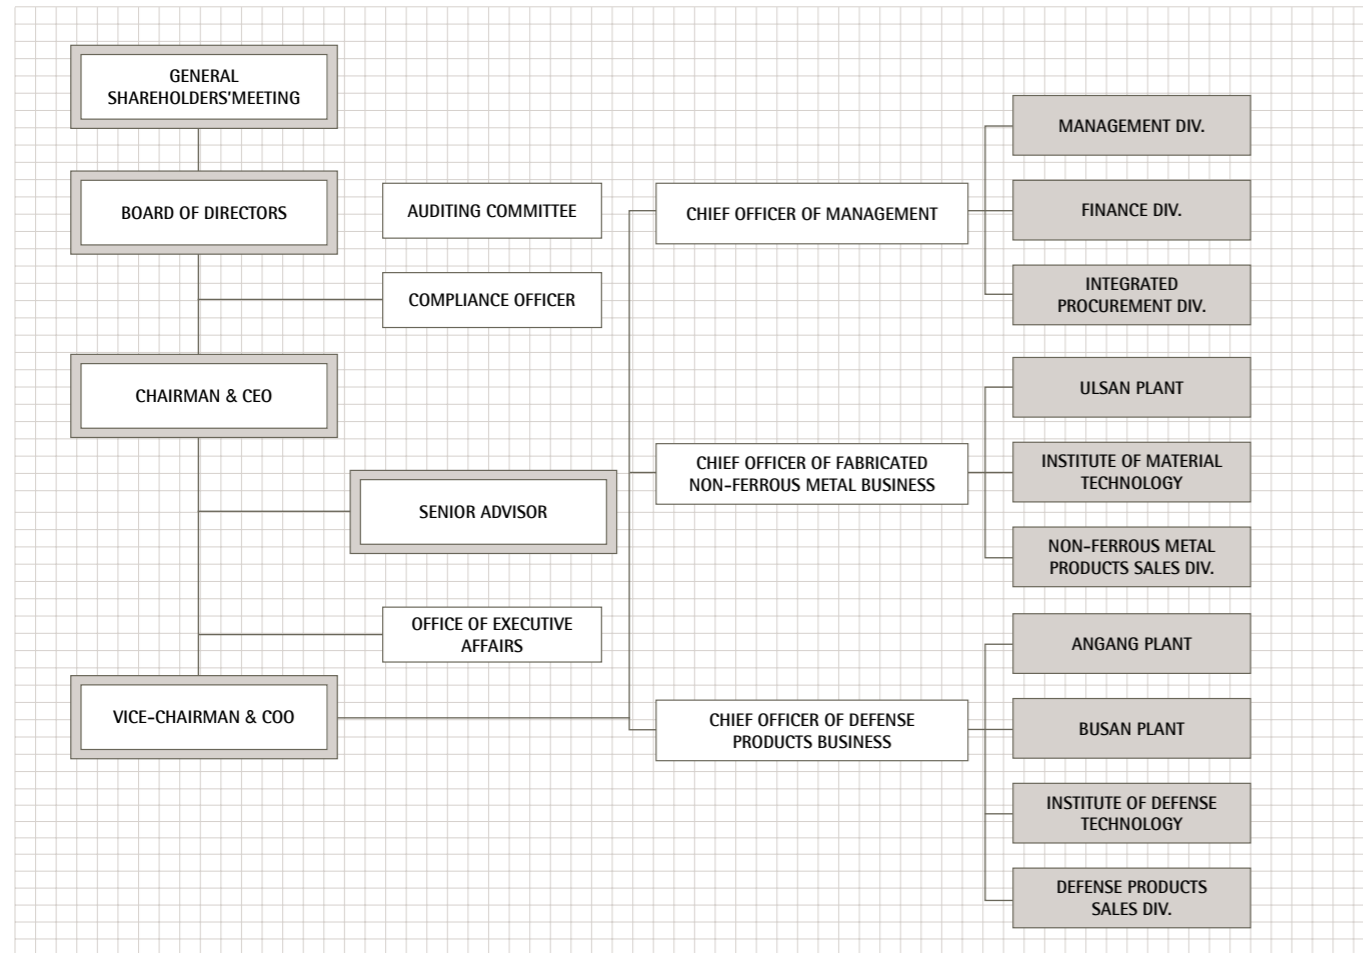 GENERAL
SHAREHOLDERS'MEETING
BOARD OF DIRECTORS
AUDITING COMMITTEE
COMPLIANCE OFFICER
CHAIRMAN & CEO
SENIOR ADVISOR
OFFICE OF EXECUTIVE
AFFAIRS
VICE-CHAIRMAN & COO
CHIEF OFFICER OF MANAGEMENT
MANAGEMENT DIV.
FINANCE DIV.
INTEGRATED
PROCUREMENT DIV.
CHIEF OFFICER OF FABRICATED
NON-FERROUS METAL BUSINESS
ULSAN PLANT
INSTITUTE OF MATERIAL
TECHNOLOGY
NON-FERROUS METAL
PRODUCTS SALES DIV.
CHIEF OFFICER OF DEFENSE
PRODUCTS BUSINESS
ANGANG PLANT
BUSAN PLANT
INSTITUTE OF DEFENSE
TECHNOLOGY
DEFENSE PRODUCTS
SALES DIV.